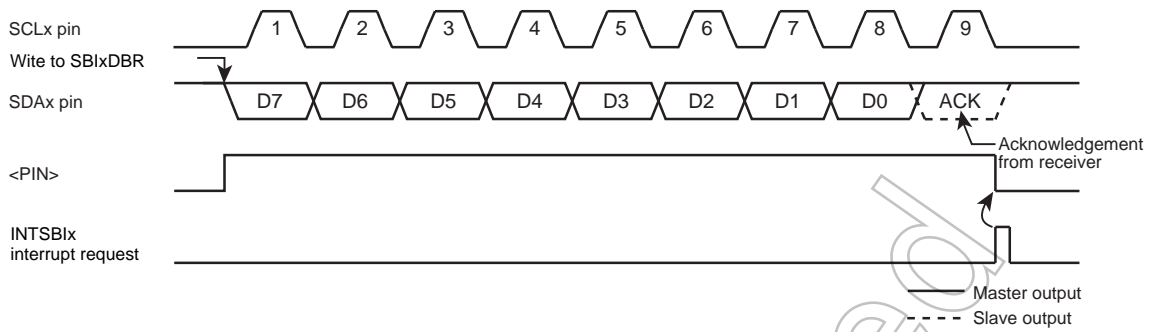 SCLx pin
1 2 3 4 5 6 7 8 9
Wite to SBIxDBR
SDAx pin
D7 D6 D5 D4 D3 D2 D1 D0 ACK
Acknowledgement
from receiver
<PIN>
INTSBIx
interrupt request
Master output
Slave output